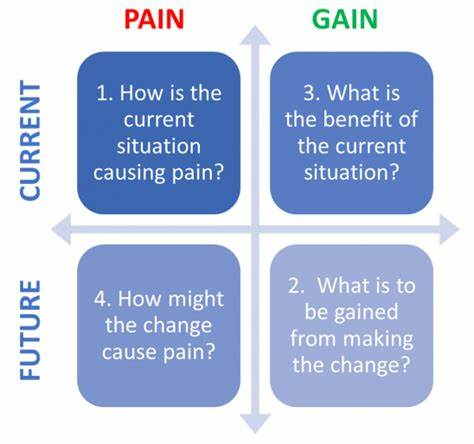 PAIN
GAIN
CURRENT
1. How is the
current
situation
causing pain?
3. What is
the benefit of
the current
situation?
FUTURE
4. How might
the change
cause pain?
2.  What is to
be gained
from making
the change?